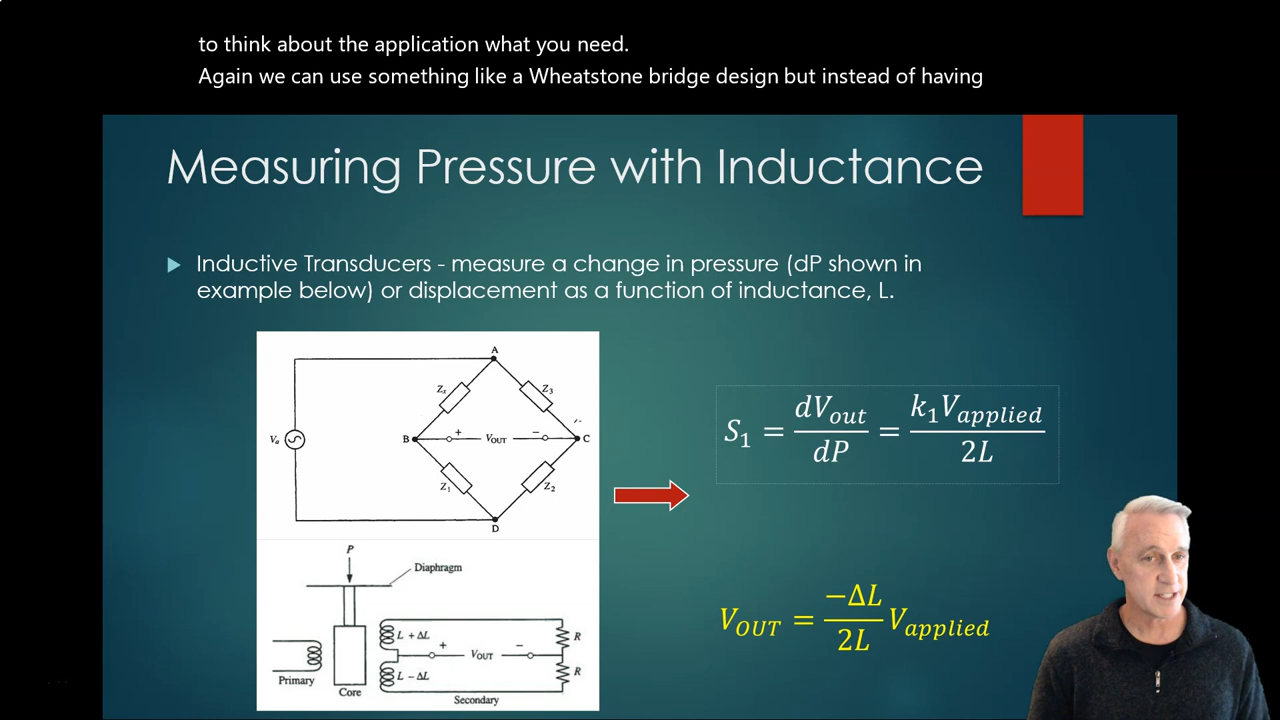 to think about the application what you need.
Again we can use something like a Wheatstone bridge design but instead of having
Measuring Pressure with Inductance
Inductive Transducers - measure a change in pressure (dP shown in
example below) or displacement as a function of inductance, L.
A
Zx
Z3
Va
B
+
VOUT
−
C
Z1
Z2
D
P
Diaphragm
L + ΔL
R
+
VOUT
−
L − ΔL
R
Primary
Core
Secondary
S1 = dVout/dP = k1Vapplied/2L
VOUT = −ΔL/2L Vapplied